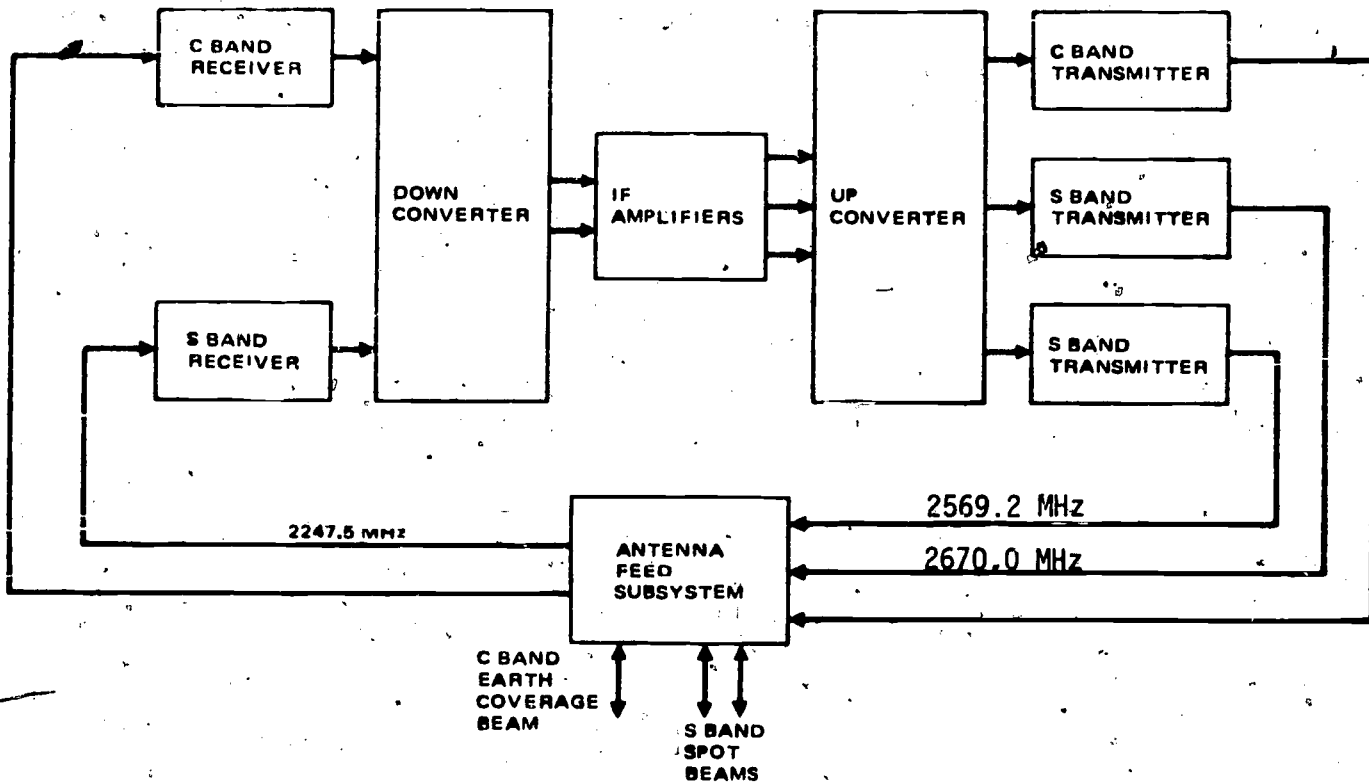 C BAND
RECEIVER
C BAND
TRANSMITTER
DOWN
CONVERTER
IF
AMPLIFIERS
UP
CONVERTER
S BAND
TRANSMITTER
S BAND
RECEIVER
S BAND
TRANSMITTER
2247.5 MHz
ANTENNA
FEED
SUBSYSTEM
2569.2 MHz
2670.0 MHz
C BAND
EARTH
COVERAGE
BEAM
S BAND
SPOT
BEAMS